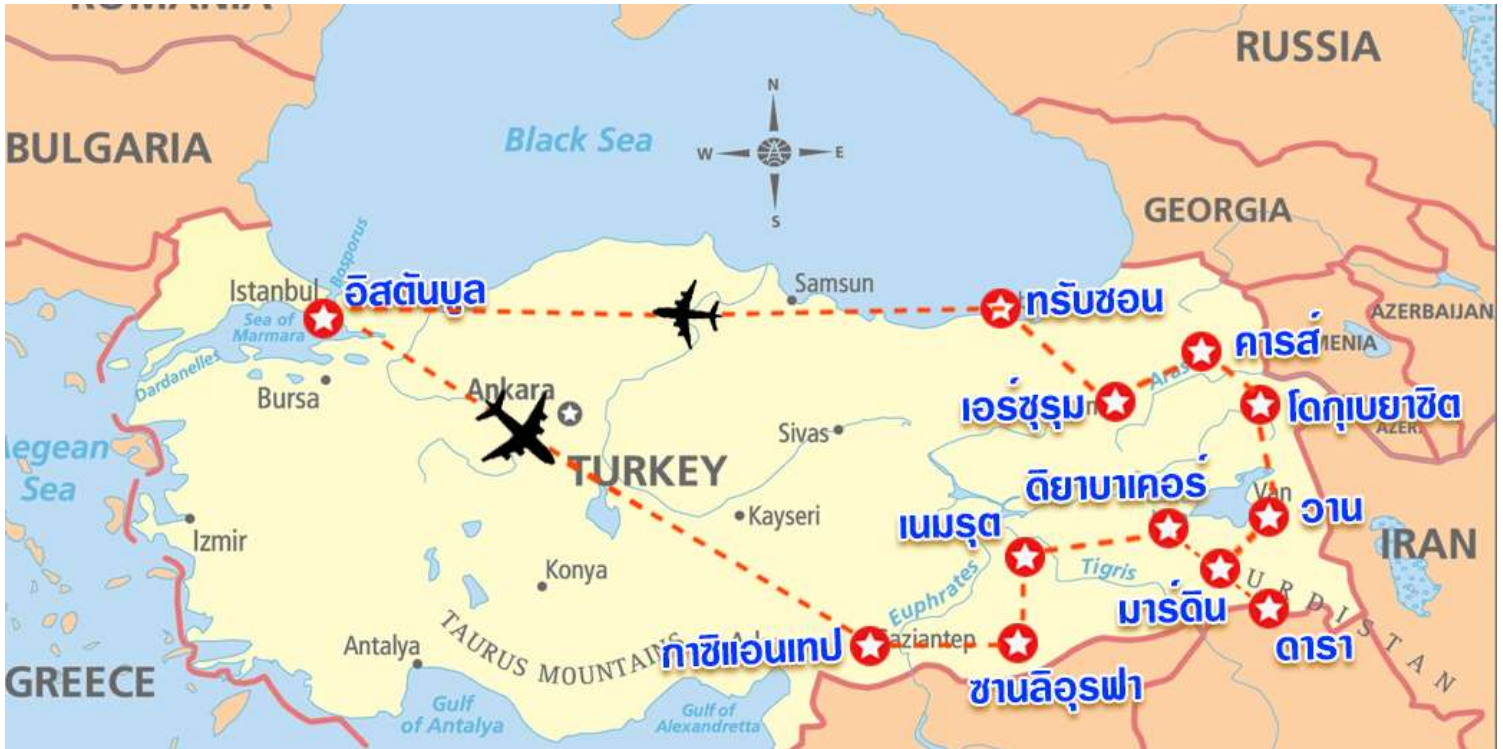 BULGARIA
Black Sea
N
W
E
S
RUSSIA
GEORGIA
Bosporus
Istanbul
อิสตันบูล
Sea of
Marmara
Dardanelles
Bursa
Samsun
ทรับซอน
คารส์
AZERBAIJAN
Aras
Ankara
เอร์ซุรุม
โดกุเบยาซิต
Sivas
Aegean
Sea
TURKEY
ดิยาบาเคอร์
Van
วาน
Kayseri
เนมรุต
Izmir
IRAN
Konya
Euphrates
Tigris
มาร์ดิน
ดารา
TAURUS MOUNTAINS
กาซิแอนเทป
Gaziantep
Antalya
ซานลิอุรฟา
GREECE
Gulf
of Antalya
Gulf of
Alexandretta